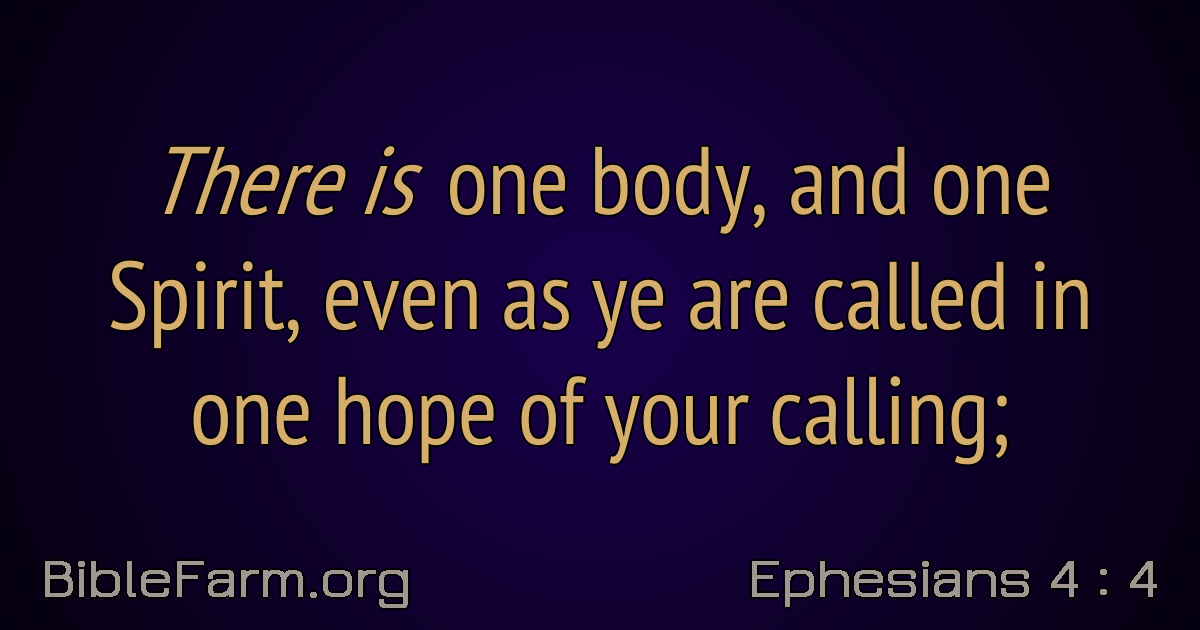 There is one body, and one
Spirit, even as ye are called in
one hope of your calling;
BibleFarm.org
Ephesians 4 : 4